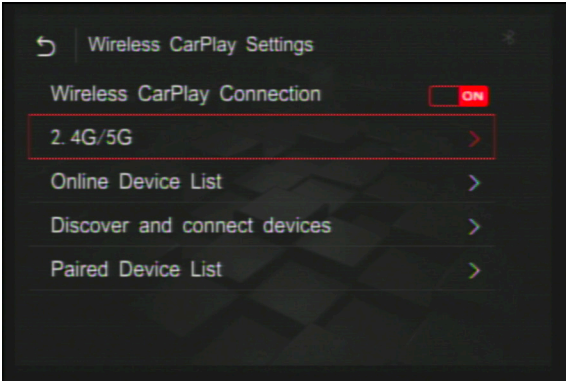 Wireless CarPlay Settings
Wireless CarPlay Connection ON
2.4G/5G
Online Device List
Discover and connect devices
Paired Device List